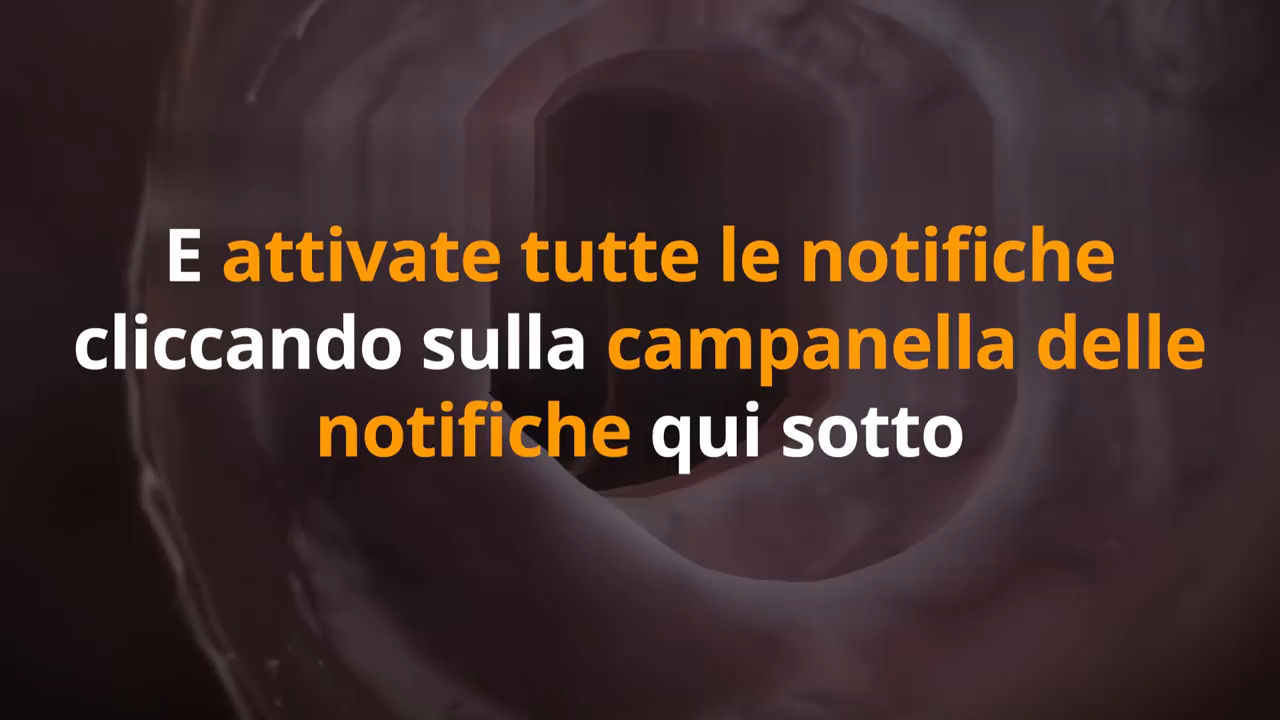 E attivate tutte le notifiche
cliccando sulla campanella delle
notifiche qui sotto